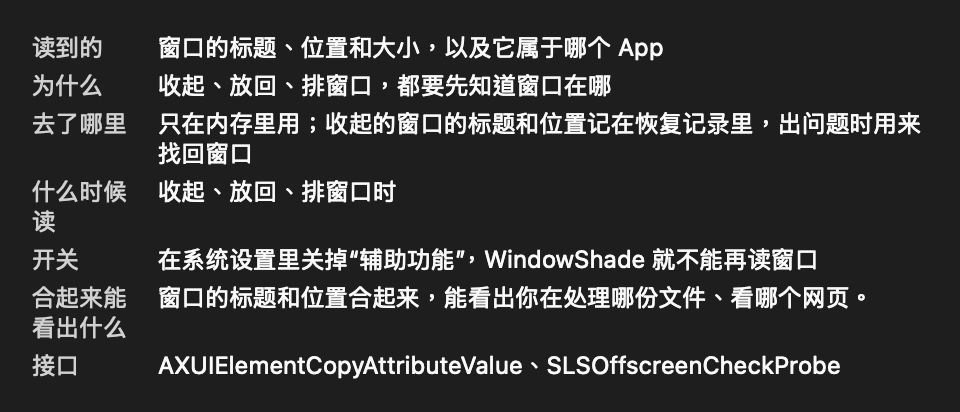 读到的 窗口的标题、位置和大小，以及它属于哪个 App
为什么 收起、放回、排窗口，都要先知道窗口在哪
去了哪里 只在内存里用；收起的窗口的标题和位置记在恢复记录里，出问题时用来
找回窗口
什么时候 收起、放回、排窗口时
读
开关 在系统设置里关掉“辅助功能”，WindowShade 就不能再读窗口
合起来能 窗口的标题和位置合起来，能看出你在处理哪份文件、看哪个网页。
看出什么
接口 AXUIElementCopyAttributeValue、SLSOffscreenCheckProbe